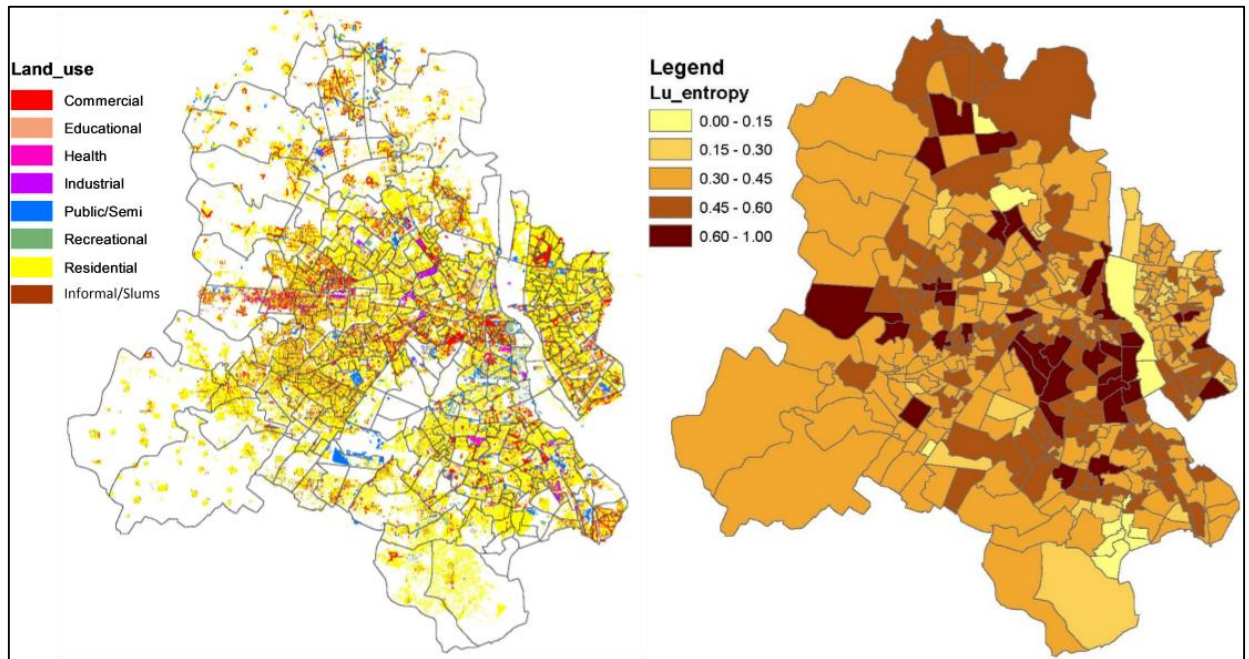 Land_use
Commercial
Educational
Health
Industrial
Public/Semi
Recreational
Residential
Informal/Slums
Legend
Lu_entropy
0.00 - 0.15
0.15 - 0.30
0.30 - 0.45
0.45 - 0.60
0.60 - 1.00